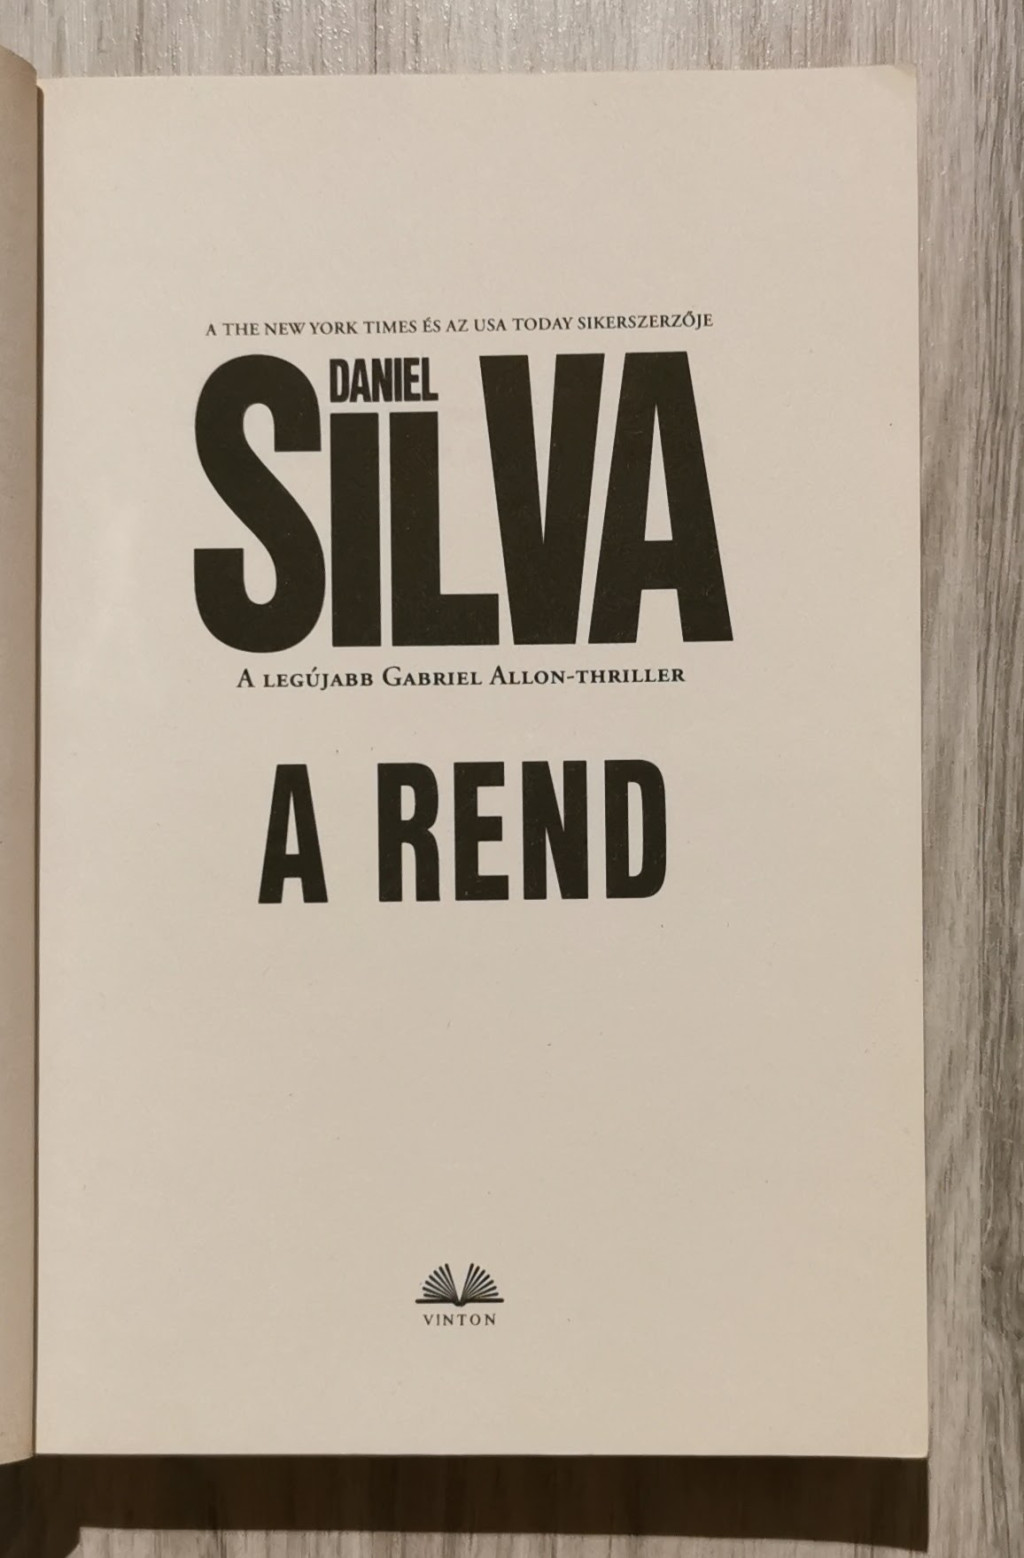 A THE NEW YORK TIMES ÉS AZ USA TODAY SIKERSZERZŐJE
DANIEL
SILVA
A LEGÚJABB GABRIEL ALLON-THRILLER
A REND
VINTON